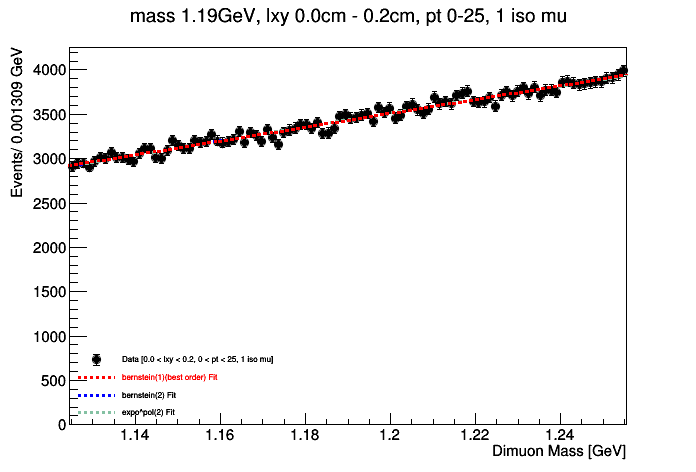 mass 1.19GeV, lxy 0.0cm - 0.2cm, pt 0-25, 1 iso mu
Events/ 0.001309 GeV
4000
3500
3000
2500
2000
1500
1000
500
0
Data [0.0 < lxy < 0.2, 0 < pt < 25, 1 iso mu]
bernstein(1)(best order) Fit
bernstein(2) Fit
expo^pol(2) Fit
1.14 1.16 1.18 1.2 1.22 1.24
Dimuon Mass [GeV]